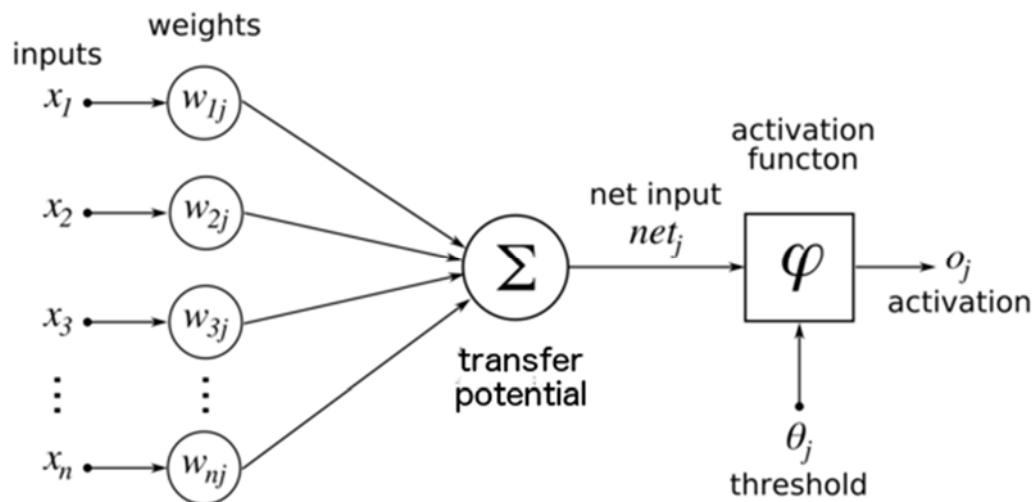 weights
inputs
x₁
w₁ⱼ
x₂
w₂ⱼ
x₃
w₃ⱼ
⋮ ⋮
xₙ
wₙⱼ
Σ
transfer
potential
net input
netⱼ
activation
functon
φ
oⱼ
activation
θⱼ
threshold